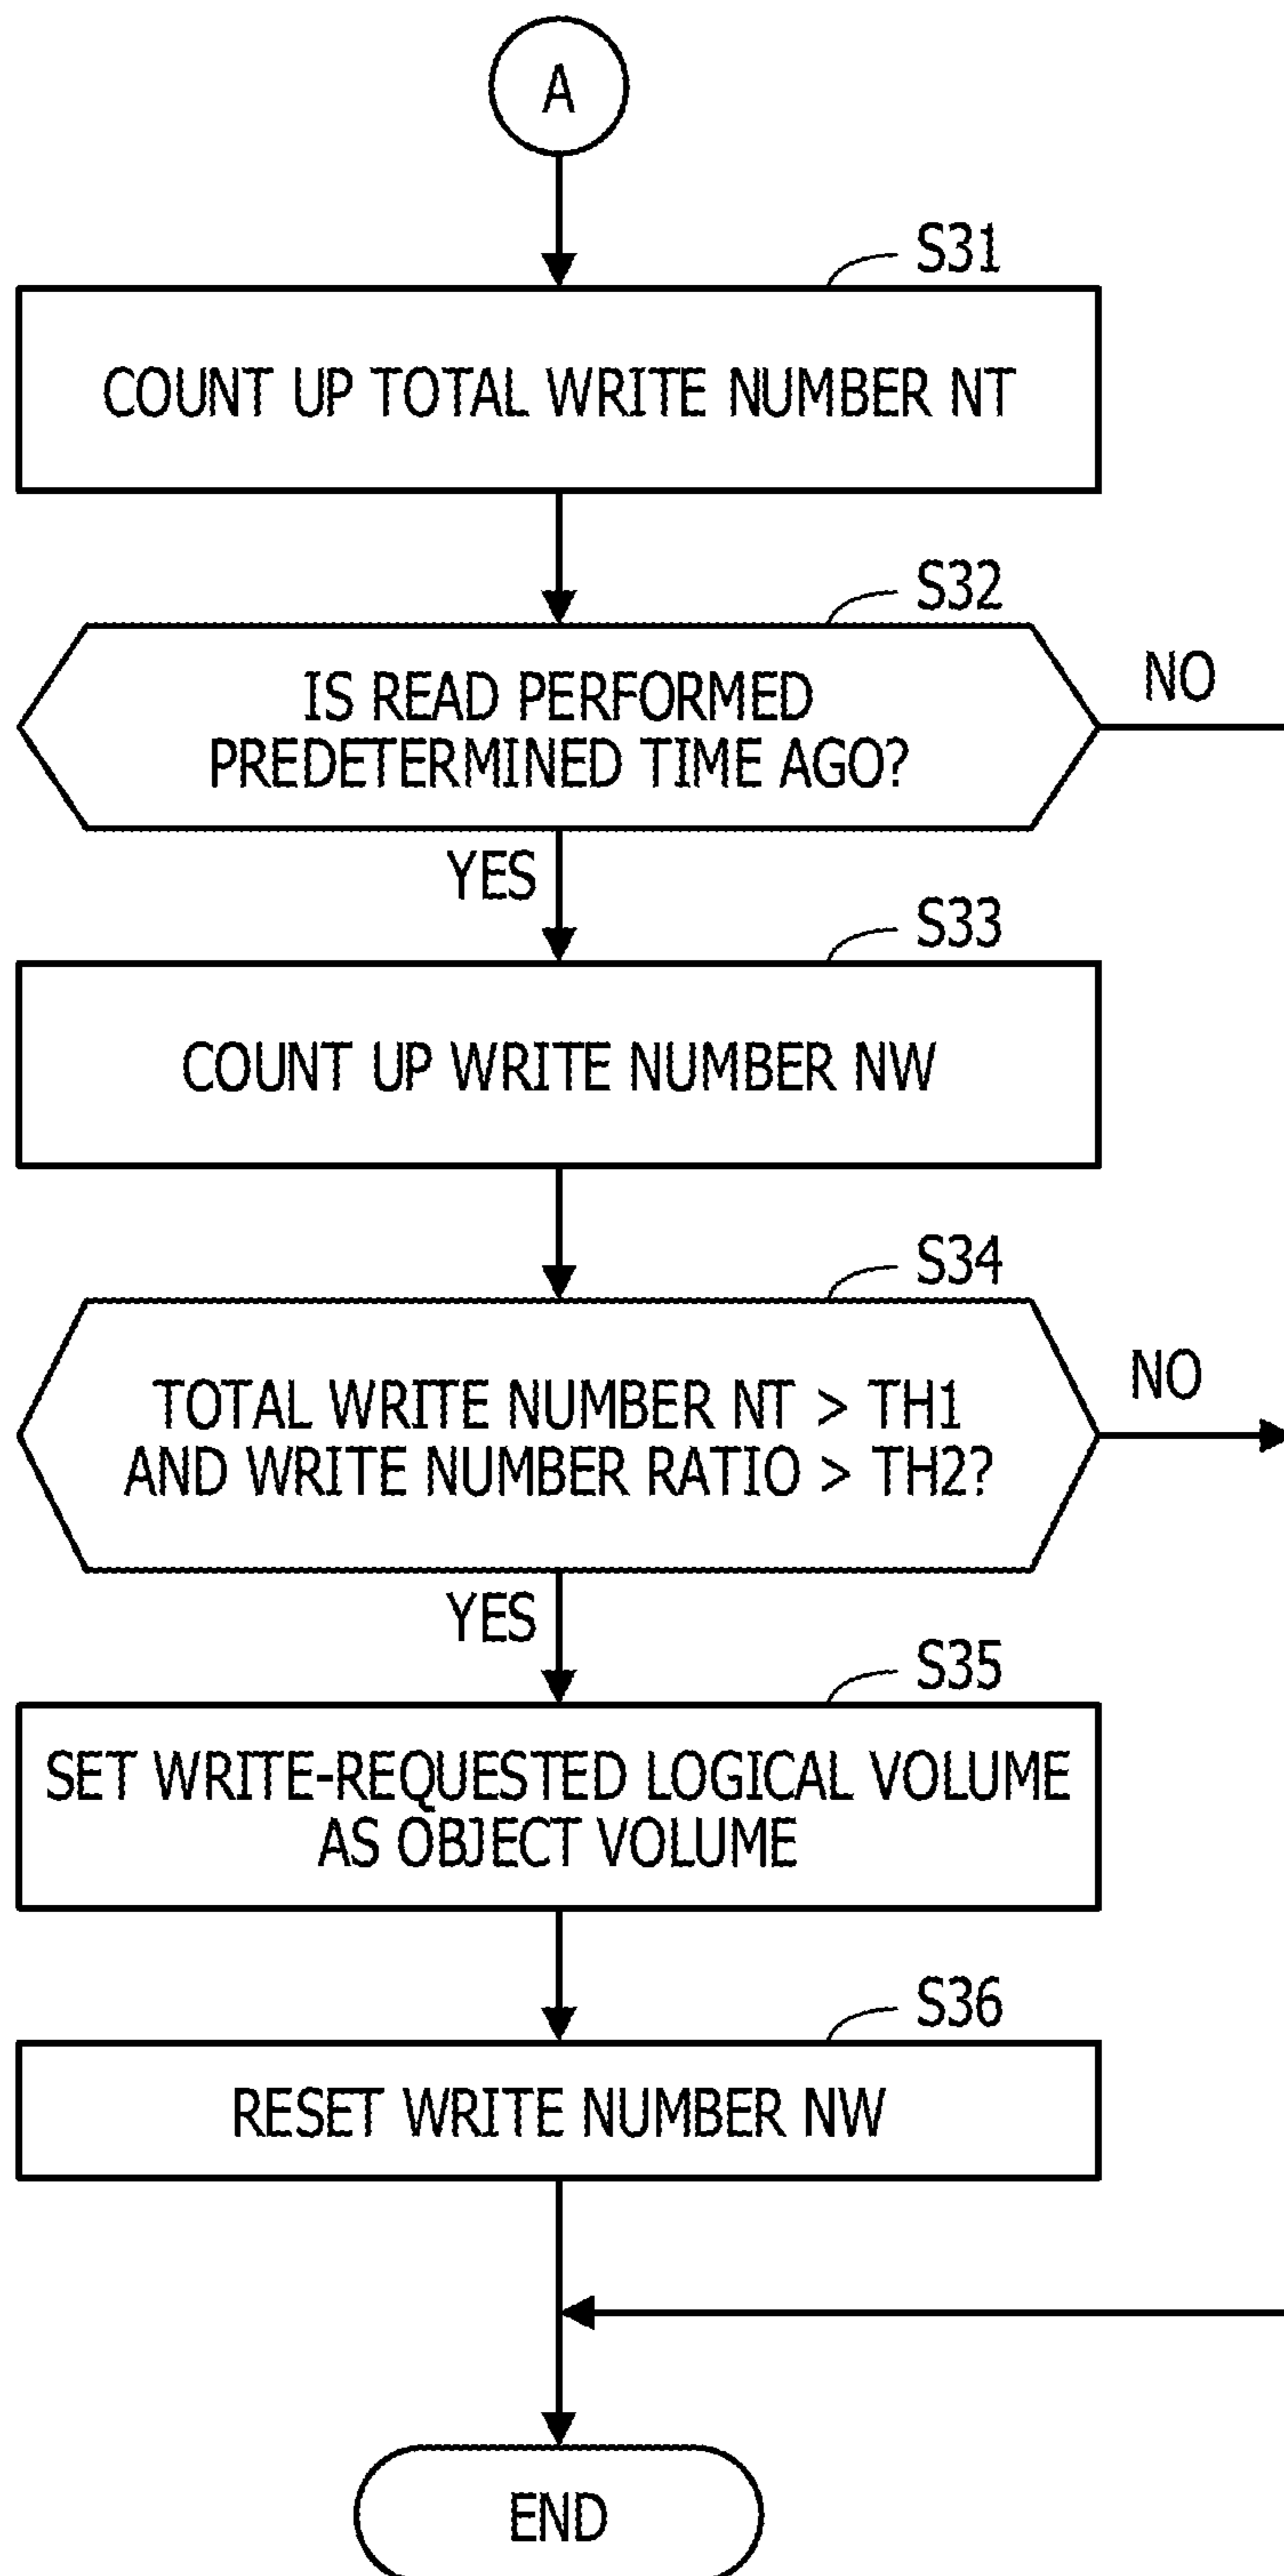 A
S31
COUNT UP TOTAL WRITE NUMBER NT
S32
IS READ PERFORMED
PREDETERMINED TIME AGO?
NO
YES
S33
COUNT UP WRITE NUMBER NW
S34
TOTAL WRITE NUMBER NT > TH1
AND WRITE NUMBER RATIO > TH2?
NO
YES
S35
SET WRITE-REQUESTED LOGICAL VOLUME
AS OBJECT VOLUME
S36
RESET WRITE NUMBER NW
END